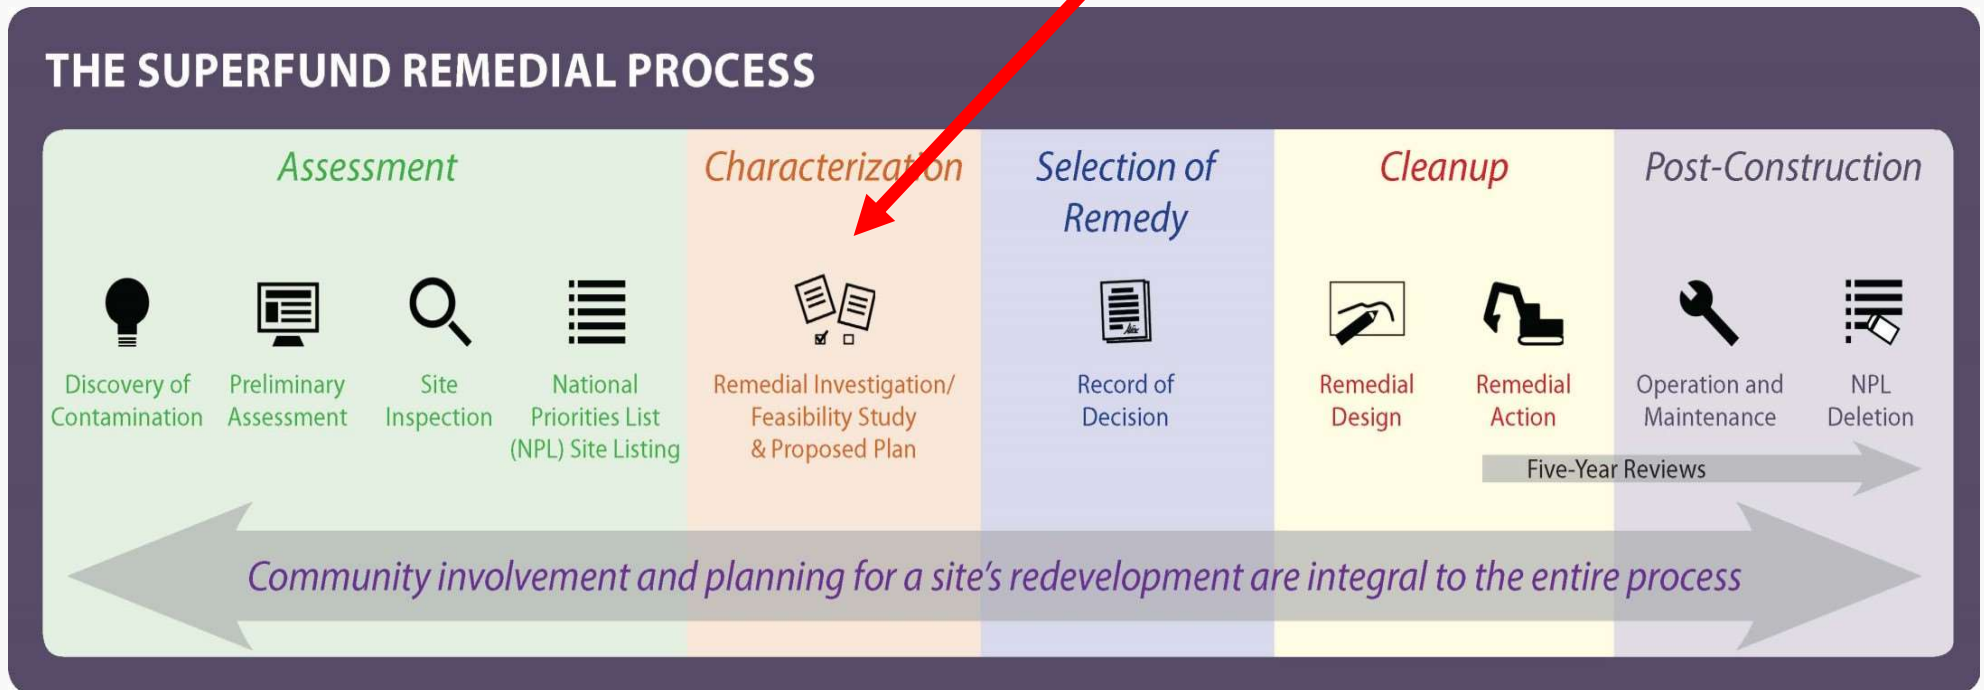 THE SUPERFUND REMEDIAL PROCESS
Assessment
Characterization
Selection of
Remedy
Cleanup
Post-Construction
Discovery of
Contamination
Preliminary
Assessment
Site
Inspection
National
Priorities List
(NPL) Site Listing
Remedial Investigation/
Feasibility Study
& Proposed Plan
Record of
Decision
Remedial
Design
Remedial
Action
Operation and
Maintenance
NPL
Deletion
Five-Year Reviews
Community involvement and planning for a site's redevelopment are integral to the entire process